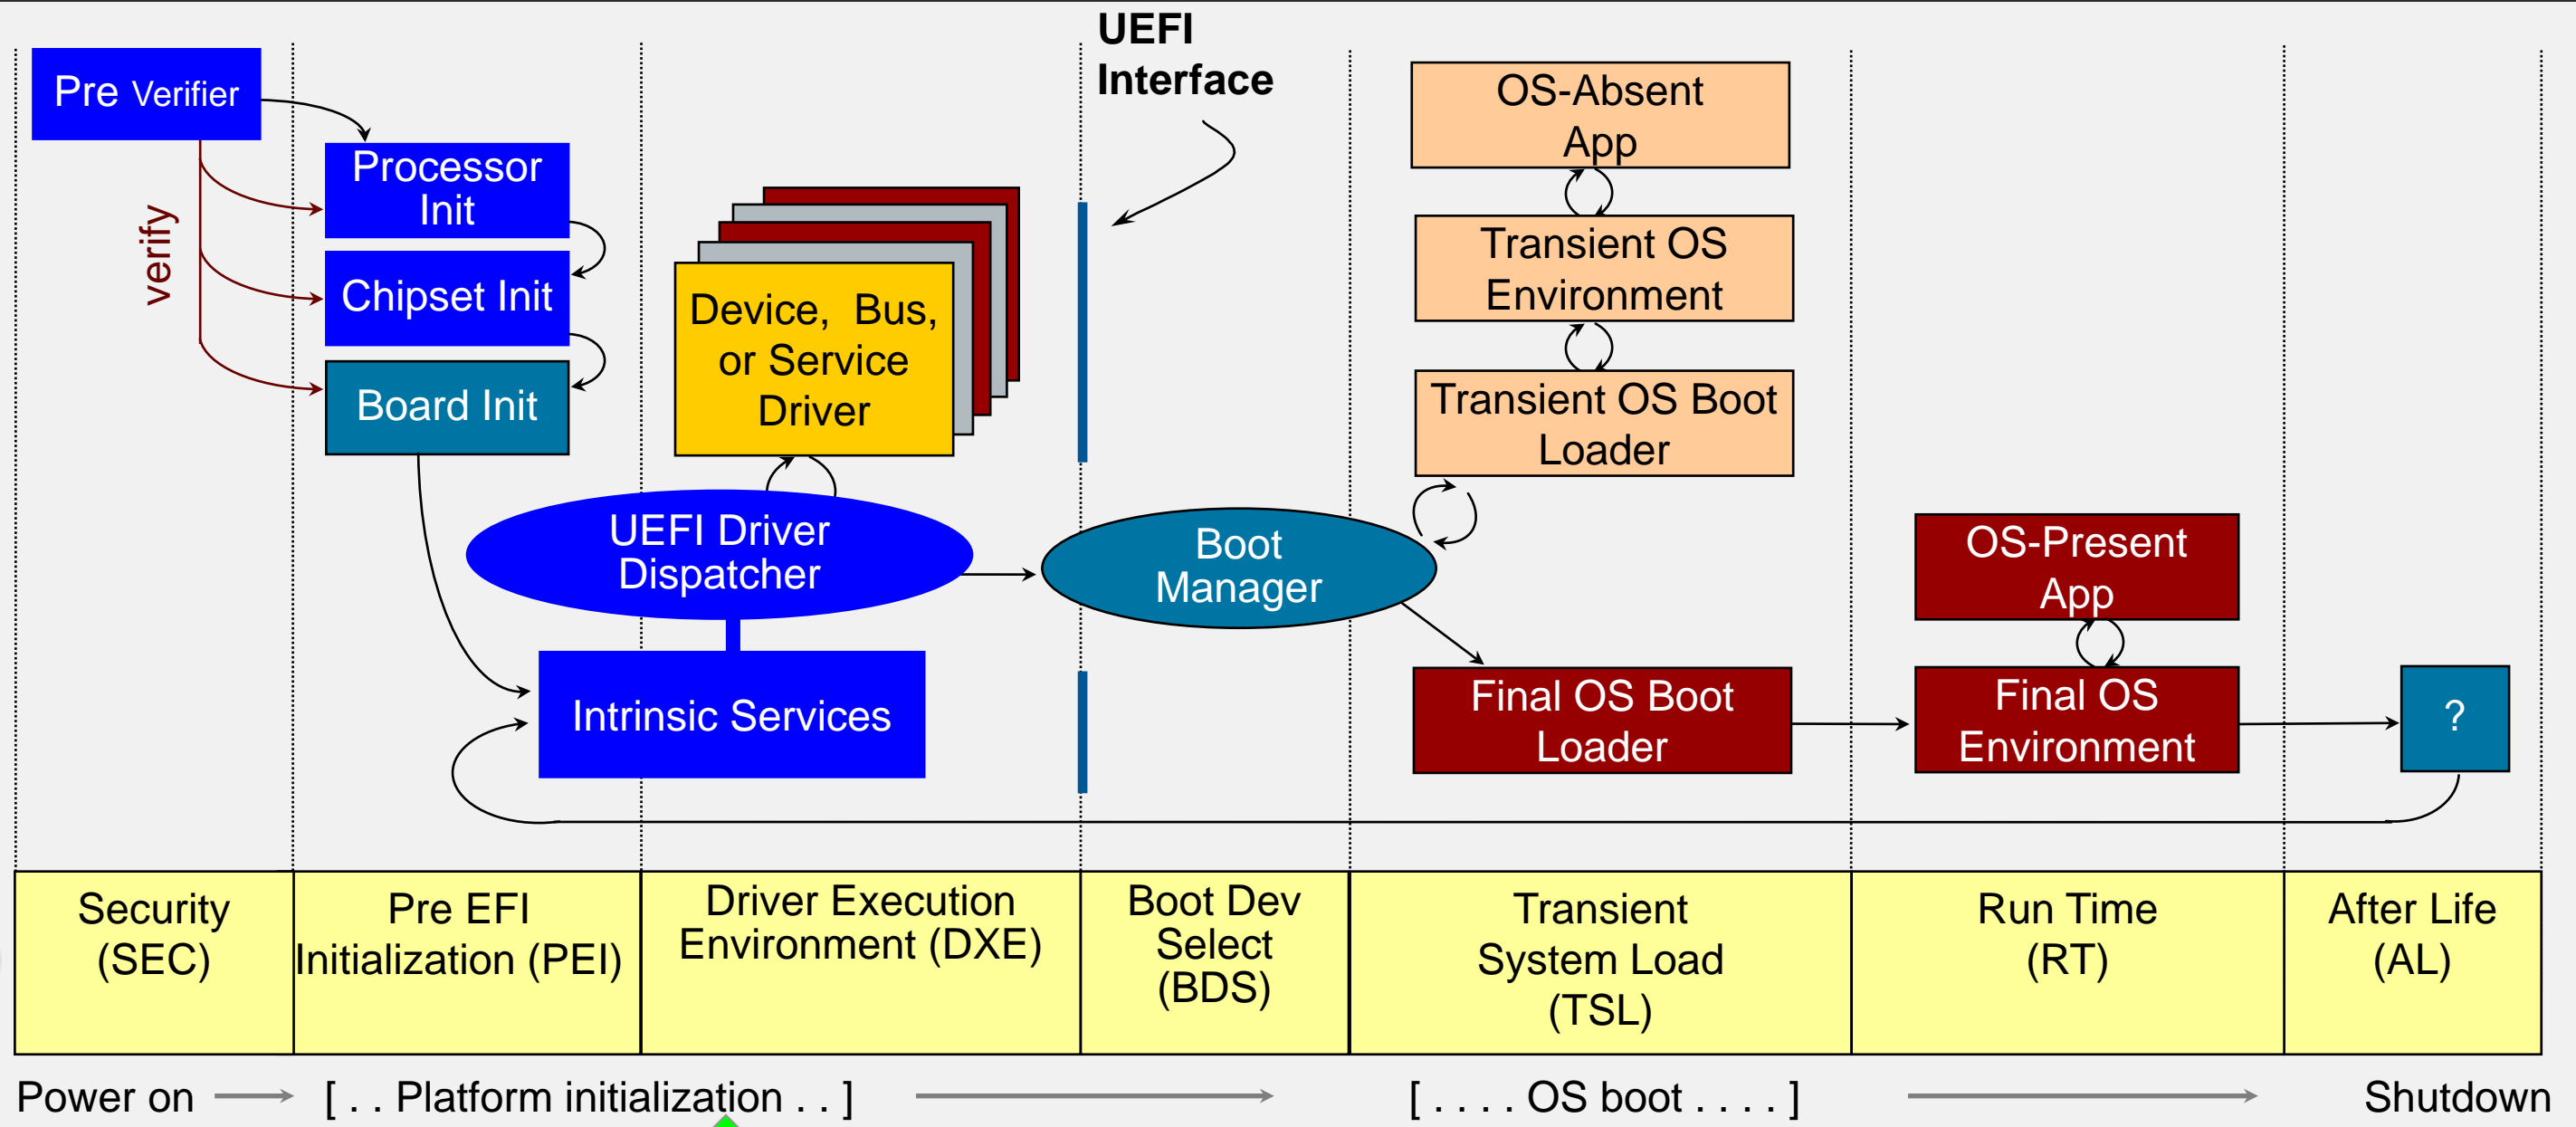 UEFI
Interface
Pre Verifier
verify
Processor
Init
Chipset Init
Board Init
Device, Bus,
or Service
Driver
UEFI Driver
Dispatcher
Intrinsic Services
Boot
Manager
OS-Absent
App
Transient OS
Environment
Transient OS Boot
Loader
Final OS Boot
Loader
OS-Present
App
Final OS
Environment
?
Security
(SEC)
Pre EFI
Initialization (PEI)
Driver Execution
Environment (DXE)
Boot Dev
Select
(BDS)
Transient
System Load
(TSL)
Run Time
(RT)
After Life
(AL)
Power on
[ . . Platform initialization . . ]
[ . . . . OS boot . . . . ]
Shutdown